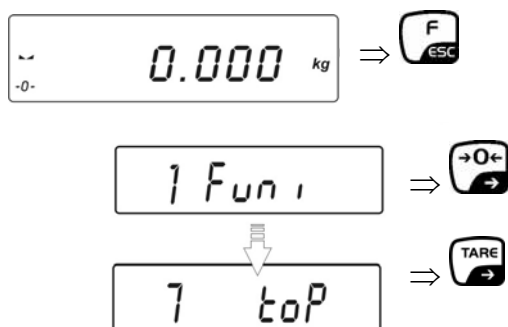 0.000 kg
-0-
F
ESC
1 Funi
→0←
7 toP
TARE